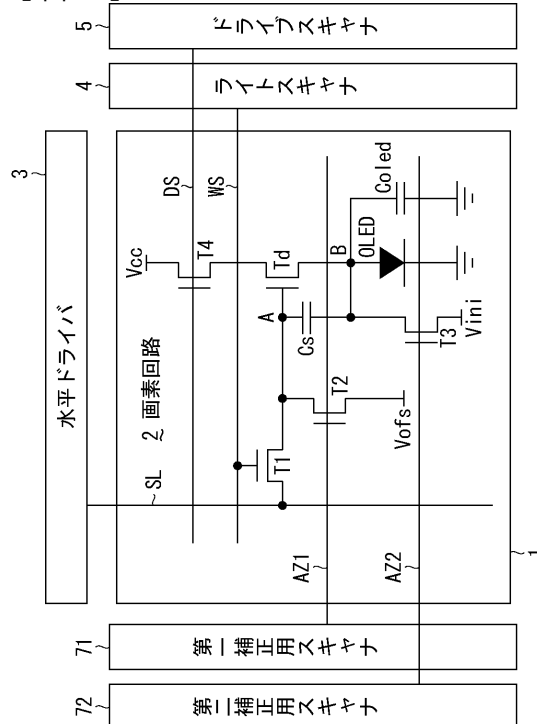 5
ドライブスキャナ
4
ライトスキャナ
3
水平ドライバ
DS
WS
Vcc
T4
Td
A
B
Cs
OLED
Coled
T3
Vini
T2
Vofs
T1
SL
2 画素回路
AZ1
AZ2
1
71
第一補正用スキャナ
72
第二補正用スキャナ